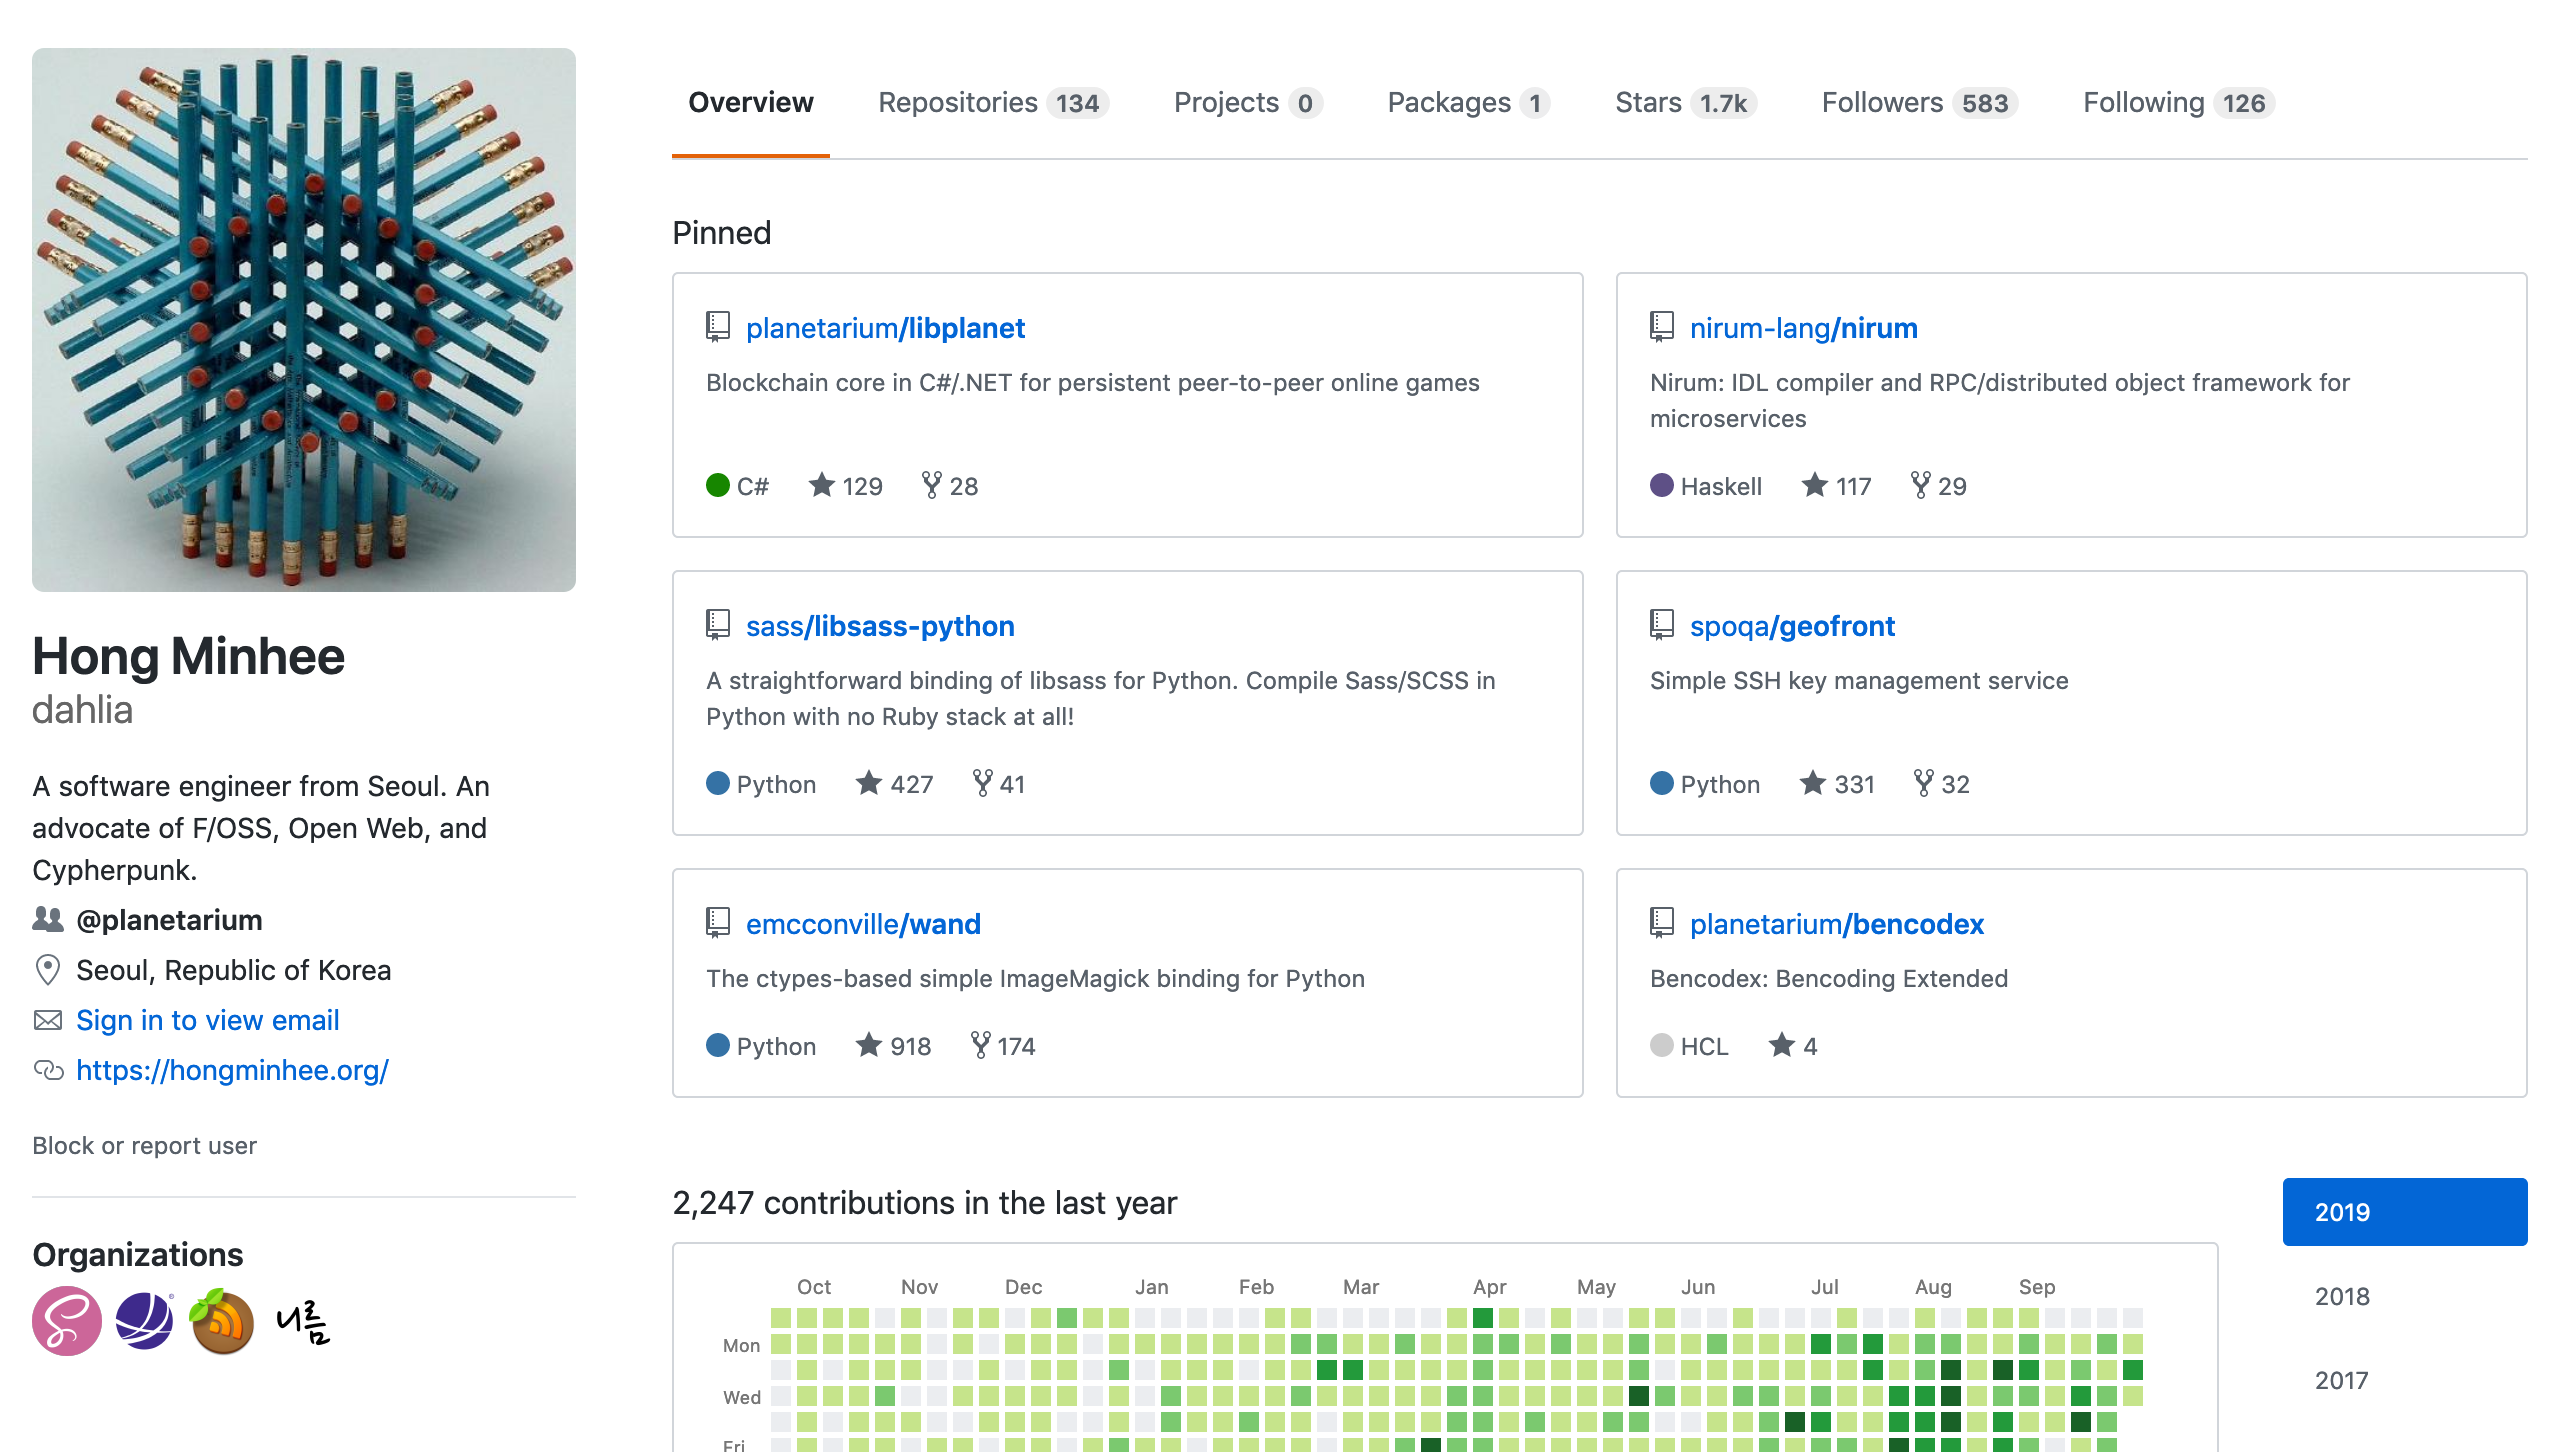 Overview
Repositories 134
Projects 0
Packages 1
Stars 1.7k
Followers 583
Following 126
Hong Minhee
dahlia
A software engineer from Seoul. An
advocate of F/OSS, Open Web, and
Cypherpunk.
@planetarium
Seoul, Republic of Korea
Sign in to view email
https://hongminhee.org/
Block or report user
Organizations
니름
Pinned
planetarium/libplanet
Blockchain core in C#/.NET for persistent peer-to-peer online games
C# 129 28
nirum-lang/nirum
Nirum: IDL compiler and RPC/distributed object framework for
microservices
Haskell 117 29
sass/libsass-python
A straightforward binding of libsass for Python. Compile Sass/SCSS in
Python with no Ruby stack at all!
Python 427 41
spoqa/geofront
Simple SSH key management service
Python 331 32
emcconville/wand
The ctypes-based simple ImageMagick binding for Python
Python 918 174
planetarium/bencodex
Bencodex: Bencoding Extended
HCL 4
2,247 contributions in the last year
Oct Nov Dec Jan Feb Mar Apr May Jun Jul Aug Sep
Mon
Wed
Fri
2019
2018
2017